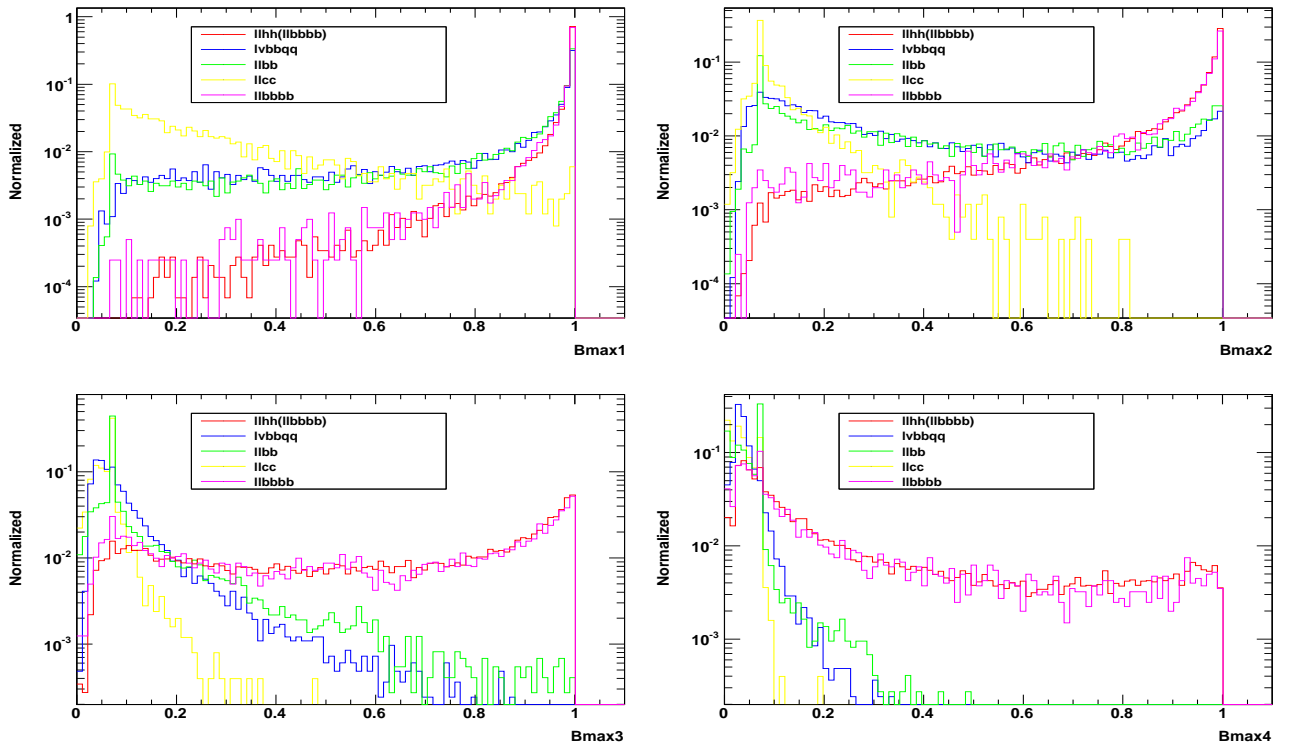 1
10⁻¹
10⁻²
10⁻³
10⁻⁴
Normalized
llhh(llbbbb)
lvbbqq
llbb
llcc
llbbbb
0 0.2 0.4 0.6 0.8 1
Bmax1
10⁻¹
10⁻²
10⁻³
10⁻⁴
Normalized
llhh(llbbbb)
lvbbqq
llbb
llcc
llbbbb
0 0.2 0.4 0.6 0.8 1
Bmax2
10⁻¹
10⁻²
10⁻³
Normalized
llhh(llbbbb)
lvbbqq
llbb
llcc
llbbbb
0 0.2 0.4 0.6 0.8 1
Bmax3
10⁻¹
10⁻²
10⁻³
Normalized
llhh(llbbbb)
lvbbqq
llbb
llcc
llbbbb
0 0.2 0.4 0.6 0.8 1
Bmax4